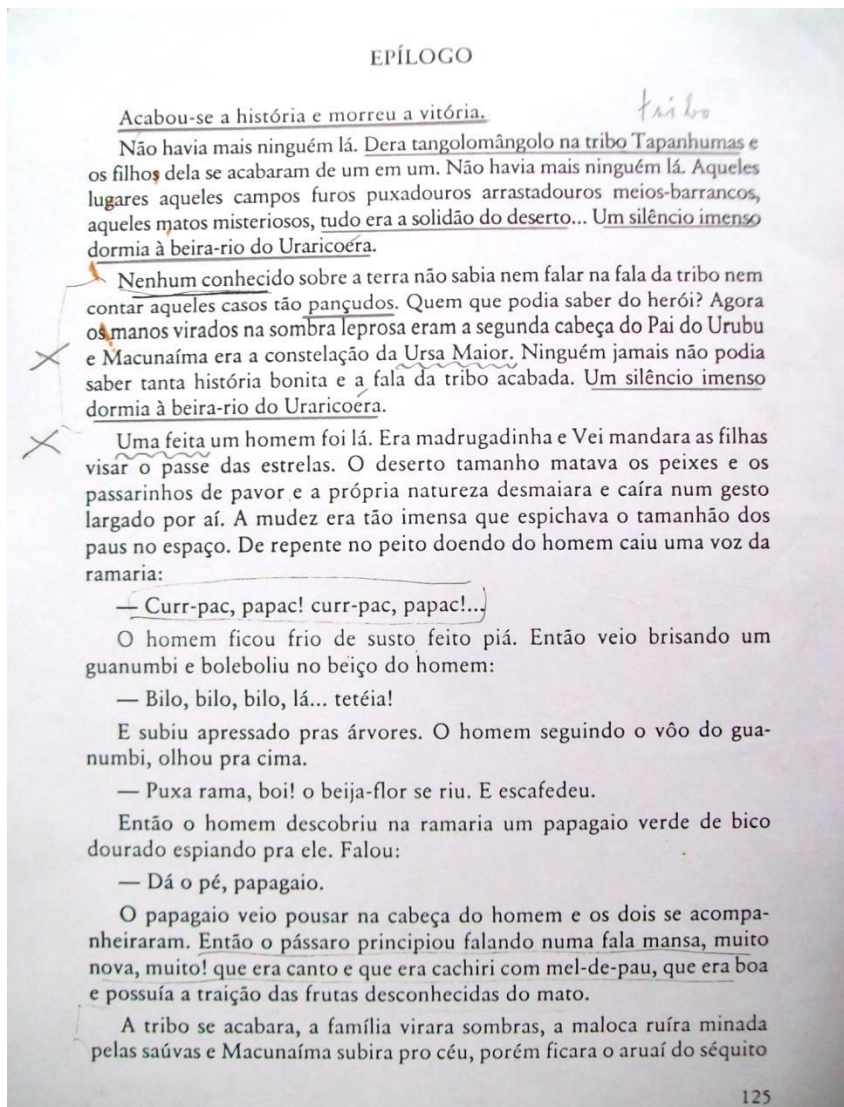 EPÍLOGO
tribo
Acabou-se a história e morreu a vitória.
Não havia mais ninguém lá. Dera tangolomângolo na tribo Tapanhumas e
os filhos dela se acabaram de um em um. Não havia mais ninguém lá. Aqueles
lugares aqueles campos furos puxadouros arrastadouros meios-barrancos,
aqueles matos misteriosos, tudo era a solidão do deserto... Um silêncio imenso
dormia à beira-rio do Uraricoera.
Nenhum conhecido sobre a terra não sabia nem falar na fala da tribo nem
contar aqueles casos tão pançudos. Quem que podia saber do herói? Agora
os manos virados na sombra leprosa eram a segunda cabeça do Pai do Urubu
e Macunaíma era a constelação da Ursa Maior. Ninguém jamais não podia
saber tanta história bonita e a fala da tribo acabada. Um silêncio imenso
dormia à beira-rio do Uraricoera.
Uma feita um homem foi lá. Era madrugadinha e Vei mandara as filhas
visar o passe das estrelas. O deserto tamanho matava os peixes e os
passarinhos de pavor e a própria natureza desmaiara e caíra num gesto
largado por aí. A mudez era tão imensa que espichava o tamanhão dos
paus no espaço. De repente no peito doendo do homem caiu uma voz da
ramaria:
— Curr-pac, papac! curr-pac, papac!...
O homem ficou frio de susto feito piá. Então veio brisando um
guanumbi e boleboliu no beiço do homem:
— Bilo, bilo, bilo, lá... tetéia!
E subiu apressado pras árvores. O homem seguindo o vôo do gua-
numbi, olhou pra cima.
— Puxa rama, boi! o beija-flor se riu. E escafedeu.
Então o homem descobriu na ramaria um papagaio verde de bico
dourado espiando pra ele. Falou:
— Dá o pé, papagaio.
O papagaio veio pousar na cabeça do homem e os dois se acompa-
nheiraram. Então o pássaro principiou falando numa fala mansa, muito
nova, muito! que era canto e que era cachiri com mel-de-pau, que era boa
e possuía a traição das frutas desconhecidas do mato.
A tribo se acabara, a família virara sombras, a maloca ruíra minada
pelas saúvas e Macunaíma subira pro céu, porém ficara o aruaí do séquito
125